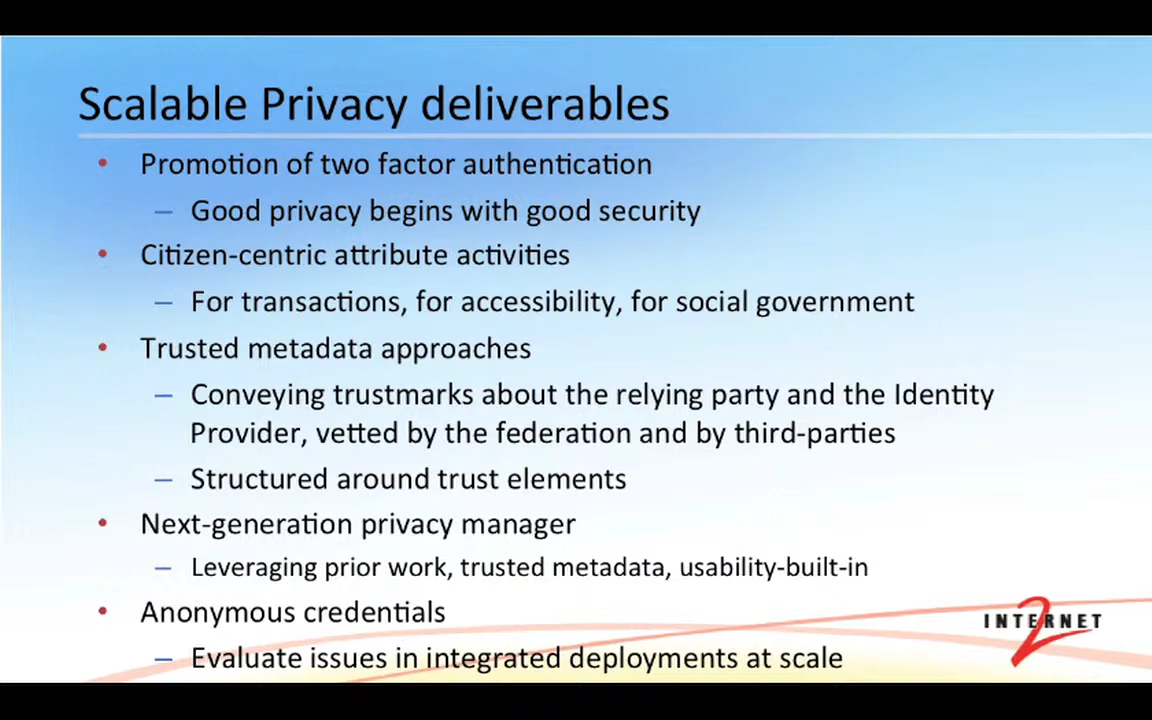 Scalable Privacy deliverables
• Promotion of two factor authentication
– Good privacy begins with good security
• Citizen-centric attribute activities
– For transactions, for accessibility, for social government
• Trusted metadata approaches
– Conveying trustmarks about the relying party and the Identity
Provider, vetted by the federation and by third-parties
– Structured around trust elements
• Next-generation privacy manager
– Leveraging prior work, trusted metadata, usability-built-in
• Anonymous credentials
INTERNET
2
– Evaluate issues in integrated deployments at scale